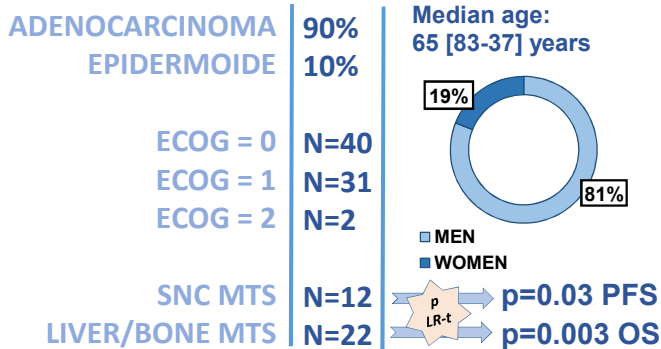 ADENOCARCINOMA 90%
EPIDERMOIDE 10%
ECOG = 0 N=40
ECOG = 1 N=31
ECOG = 2 N=2
SNC MTS N=12
LIVER/BONE MTS N=22
Median age:
65 [83-37] years
19%
81%
MEN
WOMEN
p
LR-t
p=0.03 PFS
p=0.003 OS